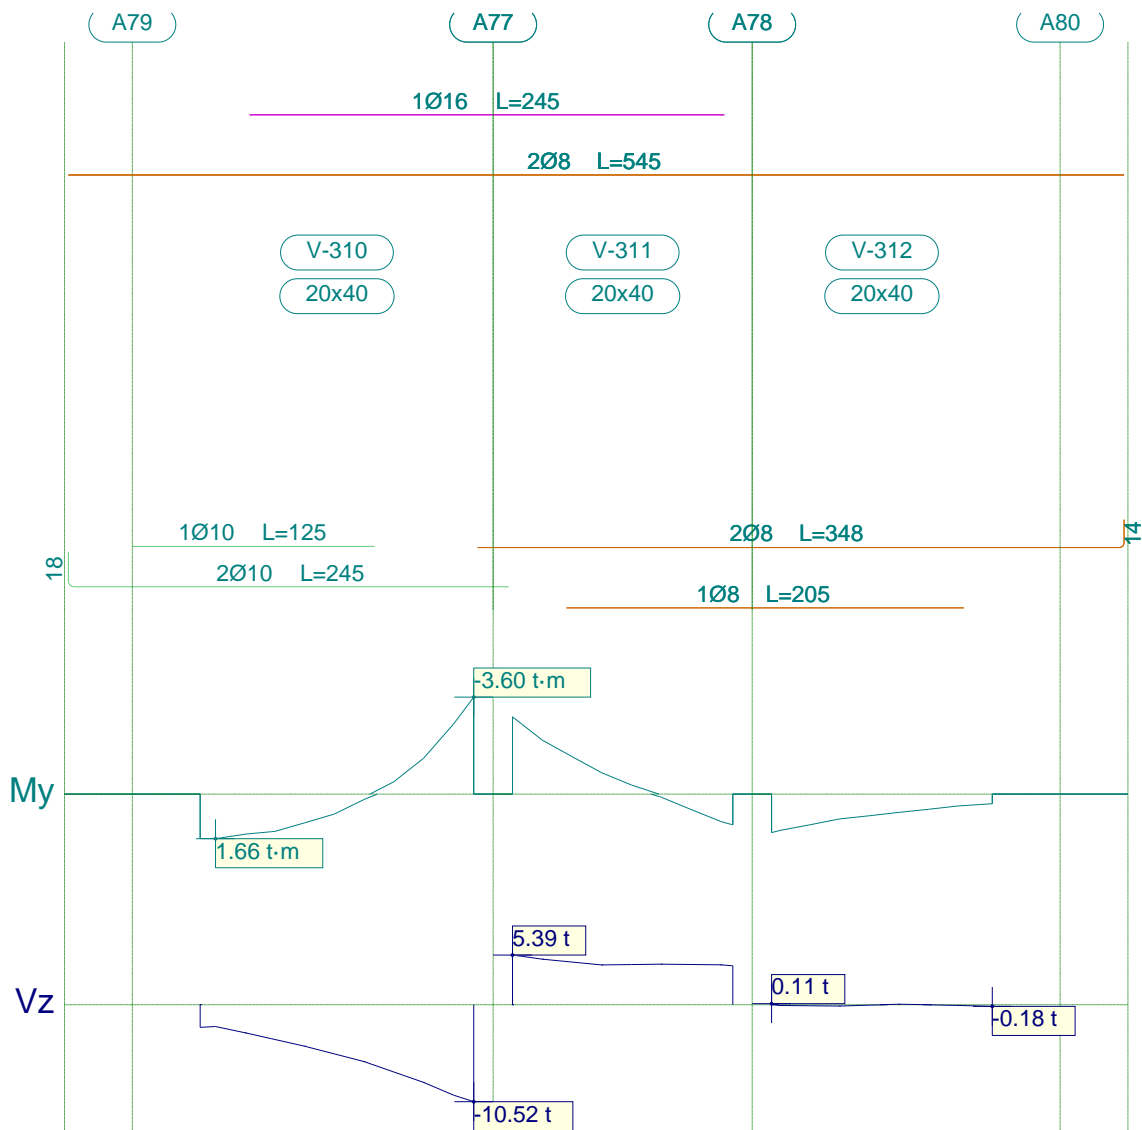 A79 A77 A78 A80
1Ø16 L=245
2Ø8 L=545
V-310 V-311 V-312
20x40 20x40 20x40
1Ø10 L=125
2Ø8 L=348
14
18
2Ø10 L=245
1Ø8 L=205
-3.60 t·m
My
1.66 t·m
5.39 t
0.11 t
Vz
-0.18 t
-10.52 t